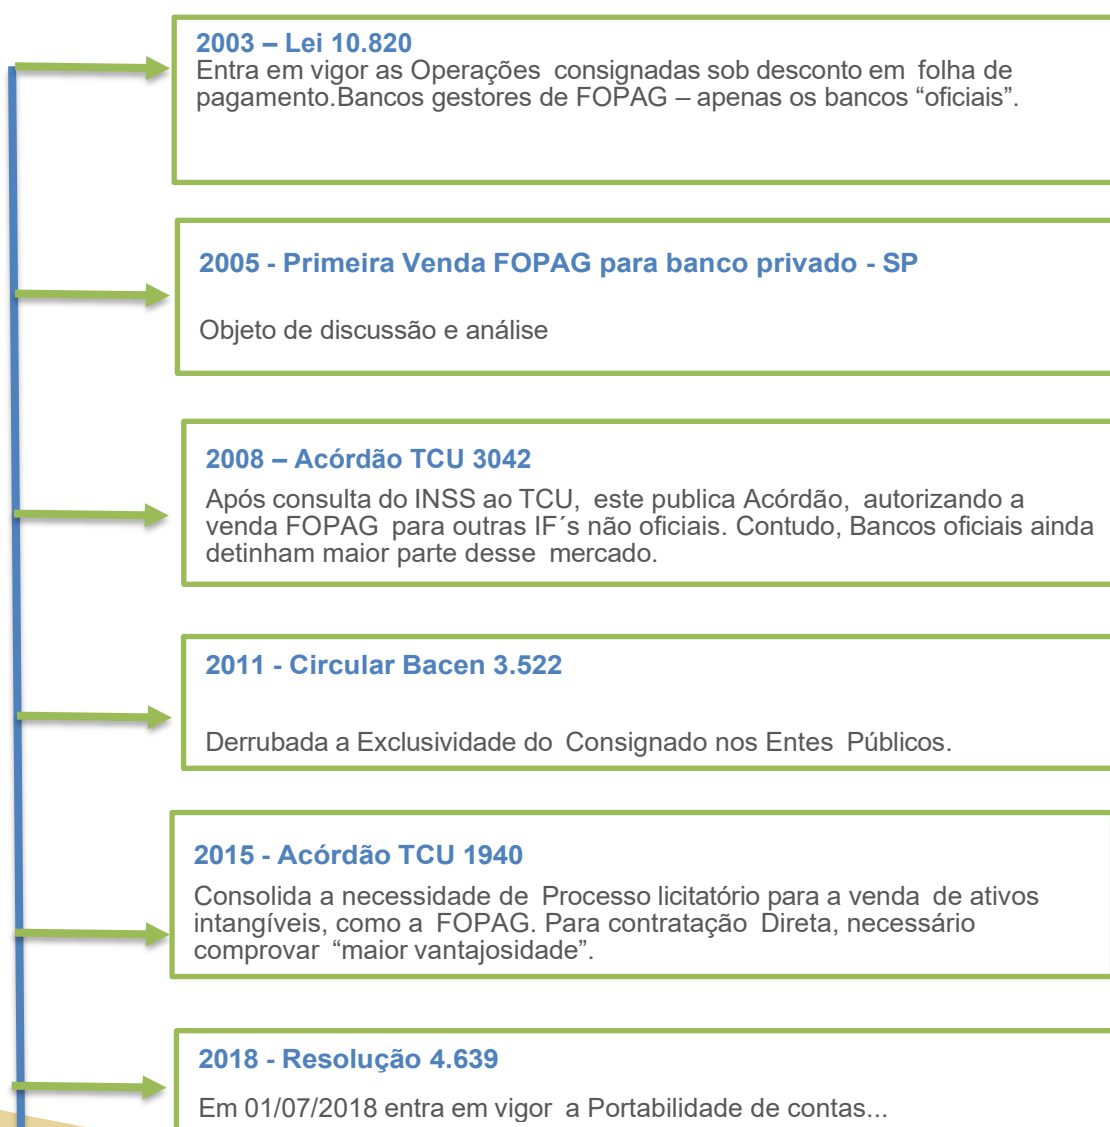 2003 – Lei 10.820
Entra em vigor as Operações consignadas sob desconto em folha de
pagamento.Bancos gestores de FOPAG – apenas os bancos “oficiais”.
2005 - Primeira Venda FOPAG para banco privado - SP
Objeto de discussão e análise
2008 – Acórdão TCU 3042
Após consulta do INSS ao TCU, este publica Acórdão, autorizando a
venda FOPAG para outras IF´s não oficiais. Contudo, Bancos oficiais ainda
detinham maior parte desse mercado.
2011 - Circular Bacen 3.522
Derrubada a Exclusividade do Consignado nos Entes Públicos.
2015 - Acórdão TCU 1940
Consolida a necessidade de Processo licitatório para a venda de ativos
intangíveis, como a FOPAG. Para contratação Direta, necessário
comprovar “maior vantajosidade”.
2018 - Resolução 4.639
Em 01/07/2018 entra em vigor a Portabilidade de contas...